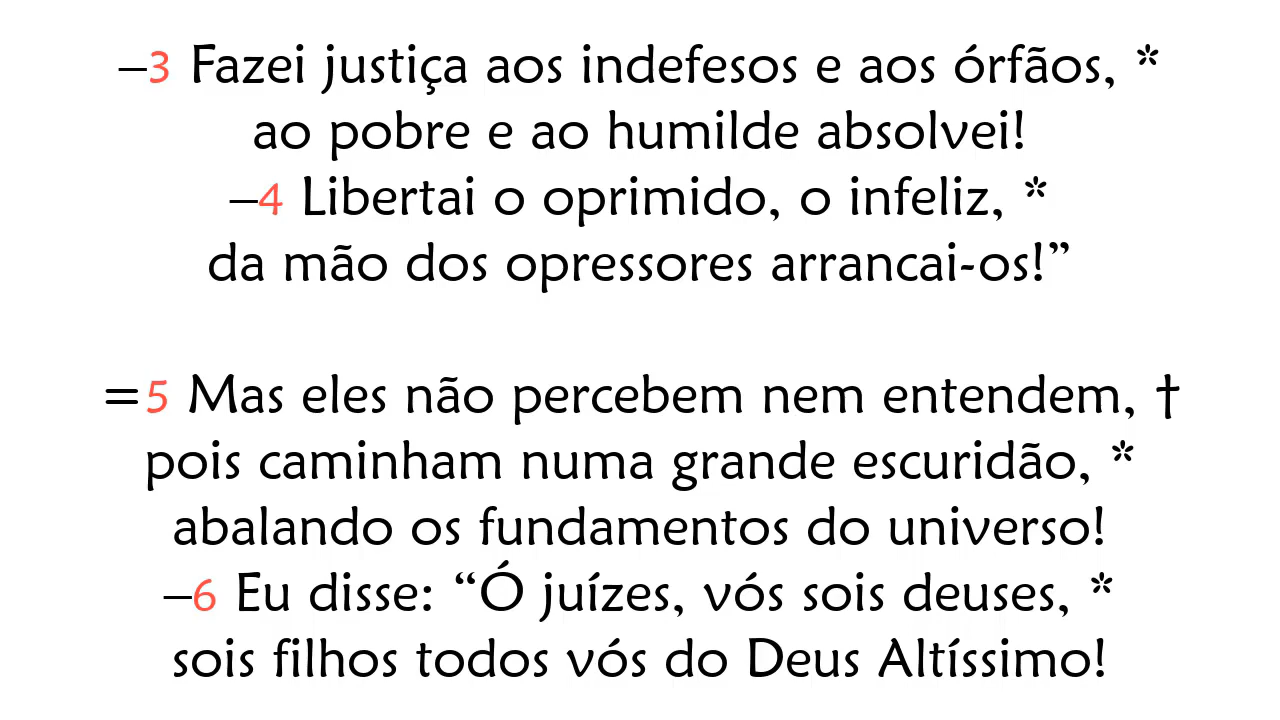 –3 Fazei justiça aos indefesos e aos órfãos, *
ao pobre e ao humilde absolvei!
–4 Libertai o oprimido, o infeliz, *
da mão dos opressores arrancai-os!”
=5 Mas eles não percebem nem entendem, †
pois caminham numa grande escuridão, *
abalando os fundamentos do universo!
–6 Eu disse: “Ó juízes, vós sois deuses, *
sois filhos todos vós do Deus Altíssimo!